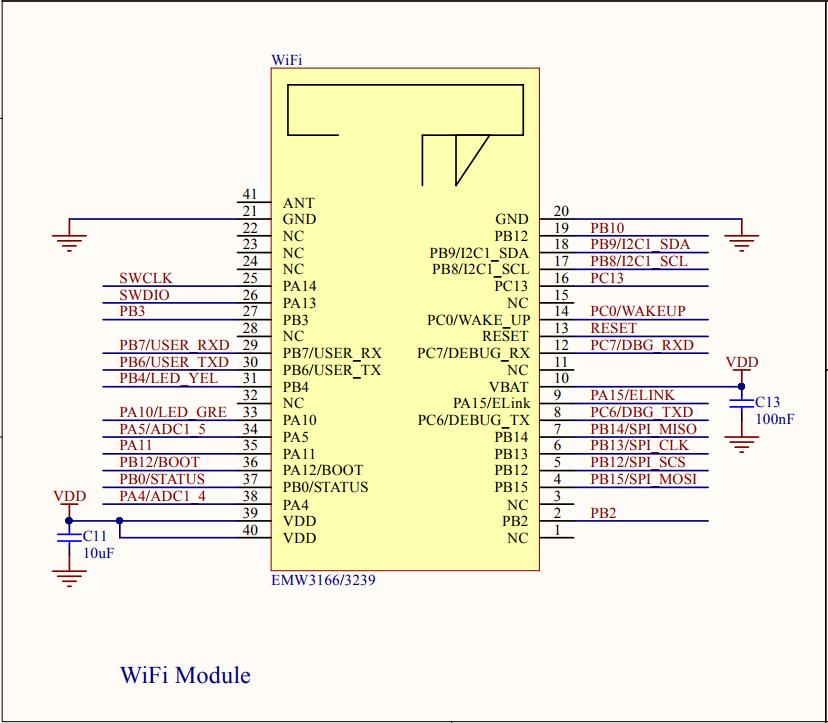 WiFi
41 ANT
21 GND
22 NC
23 NC
24 NC
SWCLK 25 PA14
SWDIO 26 PA13
PB3 27 PB3
28 NC
PB7/USER_RXD 29 PB7/USER_RX
PB6/USER_TXD 30 PB6/USER_TX
PB4/LED_YEL 31 PB4
32 NC
PA10/LED_GRE 33 PA10
PA5/ADC1_5 34 PA5
PA11 35 PA11
PB12/BOOT 36 PA12/BOOT
PB0/STATUS 37 PB0/STATUS
PA4/ADC1_4 38 PA4
VDD 39 VDD
40 VDD
C11
10uF
GND 20
PB12 19 PB10
PB9/I2C1_SDA 18 PB9/I2C1_SDA
PB8/I2C1_SCL 17 PB8/I2C1_SCL
PC13 16 PC13
NC 15
PC0/WAKE_UP 14 PC0/WAKEUP
RESET 13 RESET
PC7/DEBUG_RX 12 PC7/DBG_RXD
NC 11
VBAT 10 VDD
PA15/ELink 9 PA15/ELINK
PC6/DEBUG_TX 8 PC6/DBG_TXD
PB14 7 PB14/SPI_MISO
PB13 6 PB13/SPI_CLK
PB12 5 PB12/SPI_SCS
PB15 4 PB15/SPI_MOSI
NC 3
PB2 2 PB2
NC 1
C13
100nF
EMW3166/3239
WiFi Module